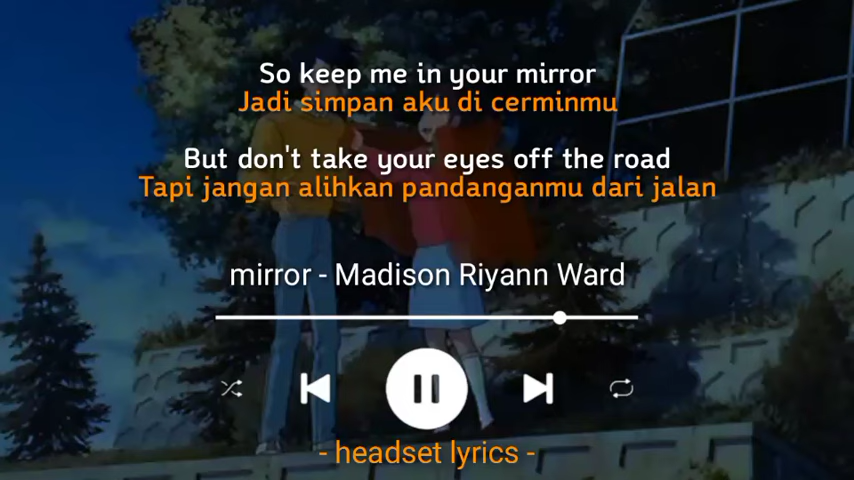 So keep me in your mirror
Jadi simpan aku di cerminmu
But don't take your eyes off the road
Tapi jangan alihkan pandanganmu dari jalan
mirror - Madison Riyann Ward
- headset lyrics -